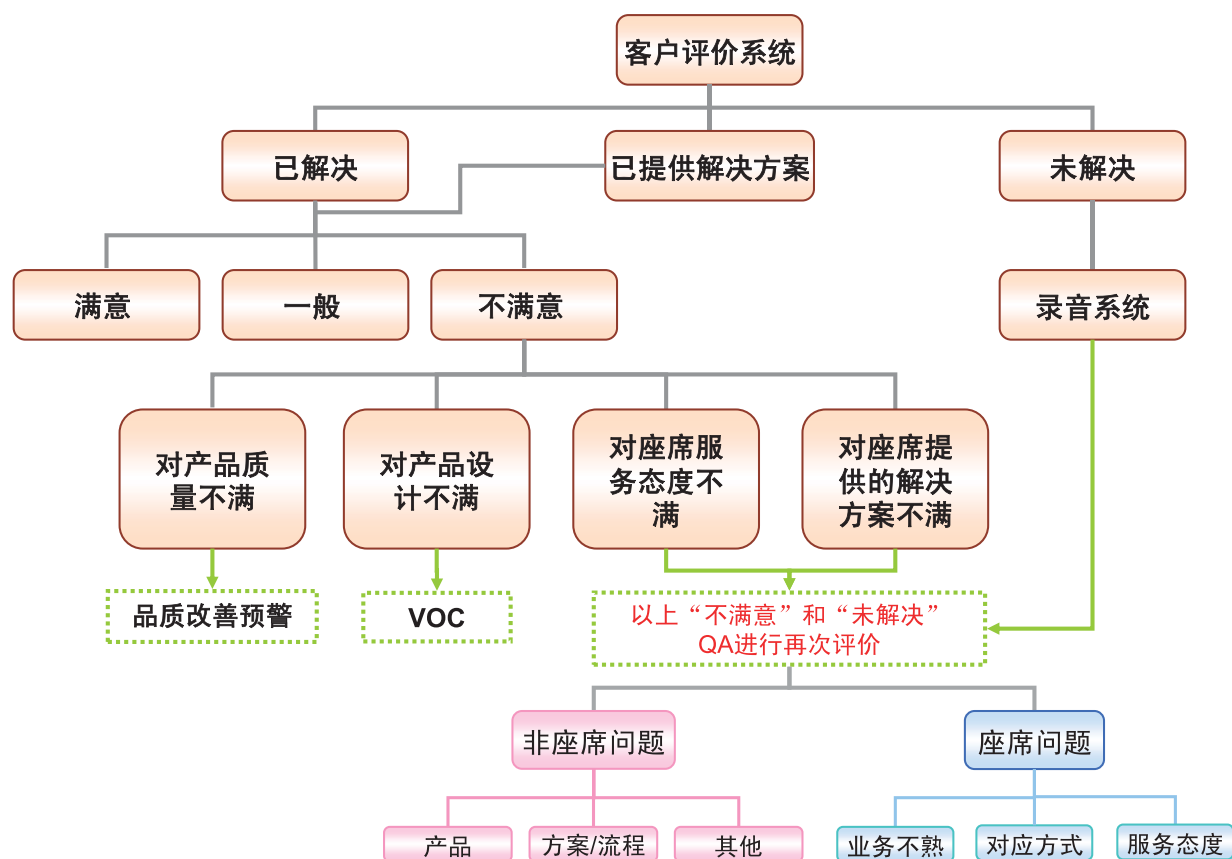 客户评价系统
已解决
已提供解决方案
未解决
满意
一般
不满意
录音系统
对产品质
量不满
对产品设
计不满
对座席服
务态度不
满
对座席提
供的解决
方案不满
品质改善预警
VOC
以上“不满意”和“未解决”
QA进行再次评价
非座席问题
座席问题
产品
方案/流程
其他
业务不熟
对应方式
服务态度